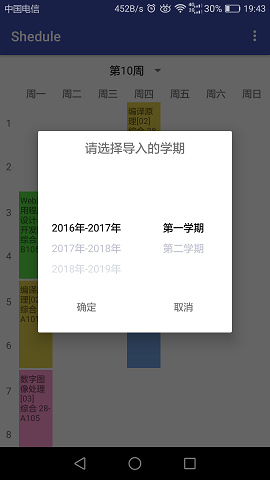 中国电信 452B/s 4G 30% 19:43
Shedule
第10周
周一 周二 周三 周四 周五 周六 周日
1
编译原
理[02]
请选择导入的学期
2
3
2016年-2017年 第一学期
2017年-2018年 第二学期
2018年-2019年
4
综合
B105
5
编译原
理[02]
综合 28-
确定 取消
6
7
数字图
像处理
[03]
综合 28-
A105
8